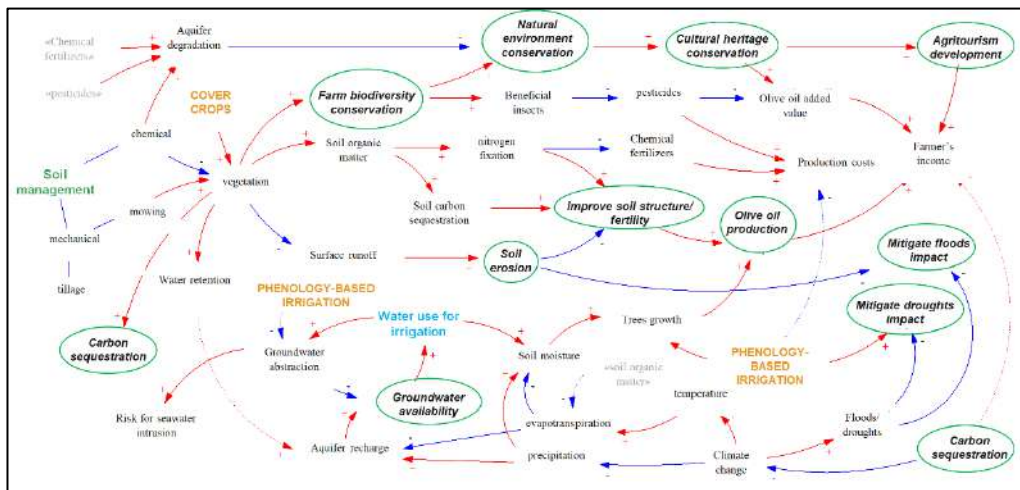 Natural
environment
conservation
Aquifer
degradation
Cultural heritage
conservation
Agritourism
development
«Chemical
fertilizers»
«pesticides»
COVER
CROPS
Farm biodiversity
conservation
Beneficial
insects
pesticides
Olive oil added
value
chemical
Soil organic
matter
nitrogen
fixation
Chemical
fertilizers
Production costs
Farmer's
income
Soil
management
vegetation
mowing
Soil carbon
sequestration
Improve soil structure/
fertility
Olive oil
production
mechanical
Mitigate floods
impact
Surface runoff
Soil
erosion
tillage
Water retention
PHENOLOGY-BASED
IRRIGATION
Mitigate droughts
impact
Water use for
irrigation
Trees growth
Carbon
sequestration
Groundwater
abstraction
Soil moisture
«soil organic
matter»
PHENOLOGY-
BASED
IRRIGATION
Groundwater
availability
temperature
Risk for seawater
intrusion
evapotranspiration
Floods/
droughts
Aquifer recharge
precipitation
Climate
change
Carbon
sequestration